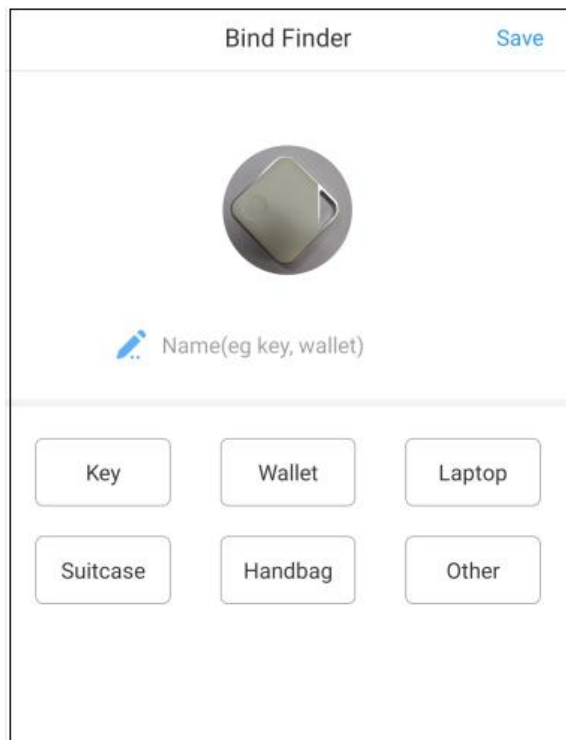 Bind Finder Save
Name(eg key, wallet)
Key Wallet Laptop
Suitcase Handbag Other